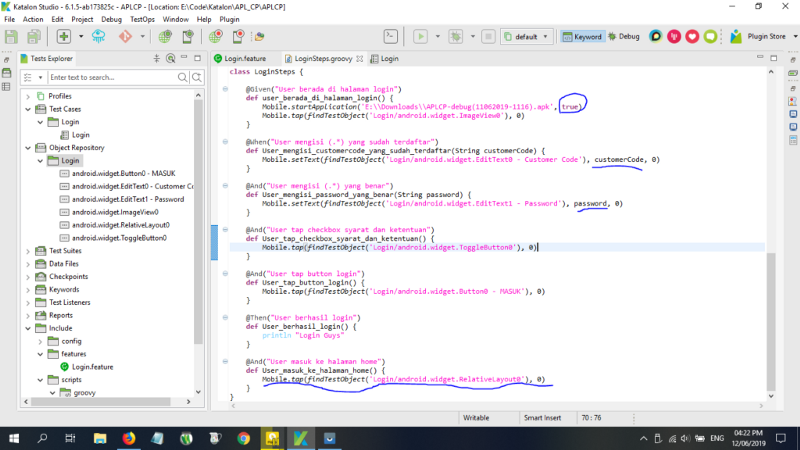 Katalon Studio - 6.1.5-ab173825c - APLCP - [Location: E:\Code\Katalon\APL_CP\APLCP]
File Edit Project Debug TestOps Window Help Plugin
default
Keyword
Debug
Plugin Store
Tests Explorer
Enter text to search...
Profiles
Test Cases
Login
Login
Object Repository
Login
android.widget.Button0 - MASUK
android.widget.EditText0 - Customer Co
android.widget.EditText1 - Password
android.widget.ImageView0
android.widget.RelativeLayout0
android.widget.ToggleButton0
Test Suites
Data Files
Checkpoints
Keywords
Test Listeners
Reports
Include
config
features
Login.feature
scripts
groovy
Login.feature
LoginSteps.groovy
Login
class LoginSteps {
@Given("User berada di halaman login")
def user_berada_di_halaman_login() {
Mobile.startApplication('E:\\Downloads\\APLCP-debug(11062019-1116).apk', true)
Mobile.tap(findTestObject('Login/android.widget.ImageView0'), 0)
}
@When("User mengisi (.*) yang sudah terdaftar")
def User_mengisi_customercode_yang_sudah_terdaftar(String customerCode) {
Mobile.setText(findTestObject('Login/android.widget.EditText0 - Customer Code'), customerCode, 0)
}
@And("User mengisi (.*) yang benar")
def User_mengisi_password_yang_benar(String password) {
Mobile.setText(findTestObject('Login/android.widget.EditText1 - Password'), password, 0)
}
@And("User tap checkbox syarat dan ketentuan")
def User_tap_checkbox_syarat_dan_ketentuan() {
Mobile.tap(findTestObject('Login/android.widget.ToggleButton0'), 0)
}
@And("User tap button login")
def User_tap_button_login() {
Mobile.tap(findTestObject('Login/android.widget.Button0 - MASUK'), 0)
}
@Then("User berhasil login")
def User_berhasil_login() {
println "Login Guys"
}
@And("User masuk ke halaman home")
def User_masuk_ke_halaman_home() {
Mobile.tap(findTestObject('Login/android.widget.RelativeLayout0'), 0)
}
}
Writable
Smart Insert
70 : 76
ENG
04:22 PM
12/06/2019